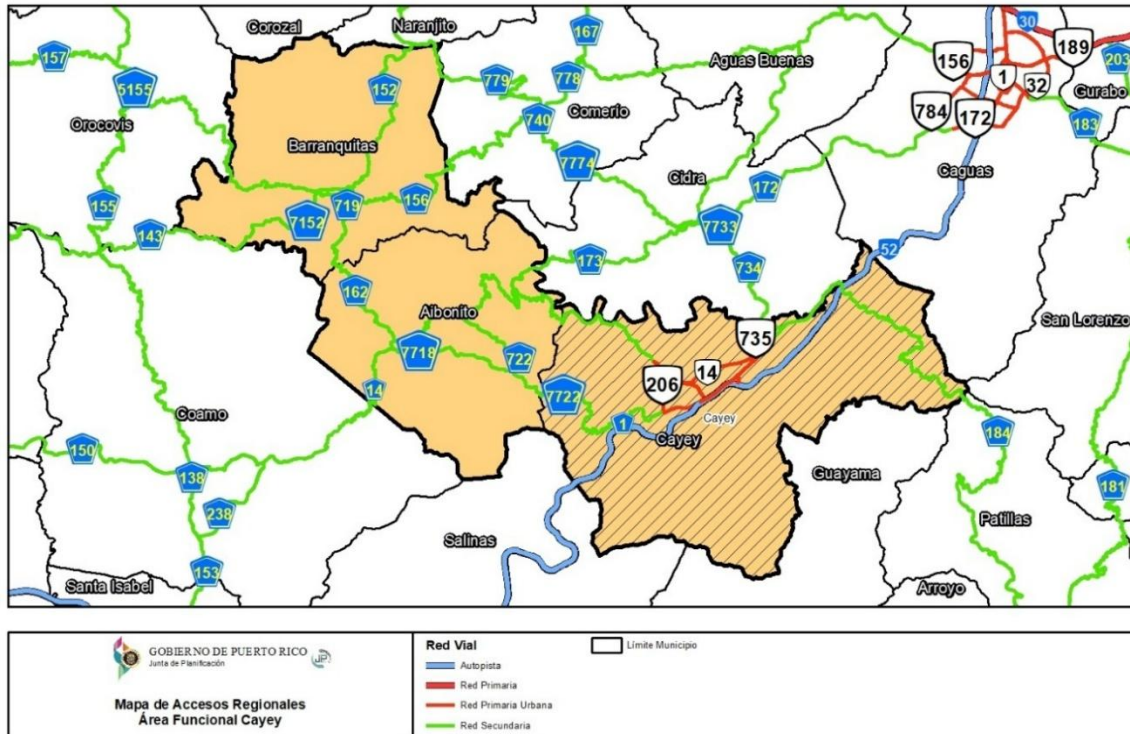 Corozal
Naranjito
167
30
189
157
156
203
5155
152
779
778
Aguas Buenas
1
32
Gurabo
Orocovis
740
Comerío
784
172
183
Barranquitas
7774
Cidra
172
Caguas
155
719
156
7152
7733
143
52
173
734
162
Aibonito
San Lorenzo
735
7718
722
14
14
206
7722
Cayey
Coamo
1
Cayey
184
150
138
Guayama
181
238
Patillas
Salinas
153
Santa Isabel
Arroyo
GOBIERNO DE PUERTO RICO
Junta de Planificación
JP
Mapa de Accesos Regionales
Área Funcional Cayey
Red Vial
Autopista
Red Primaria
Red Primaria Urbana
Red Secundaria
Límite Municipio